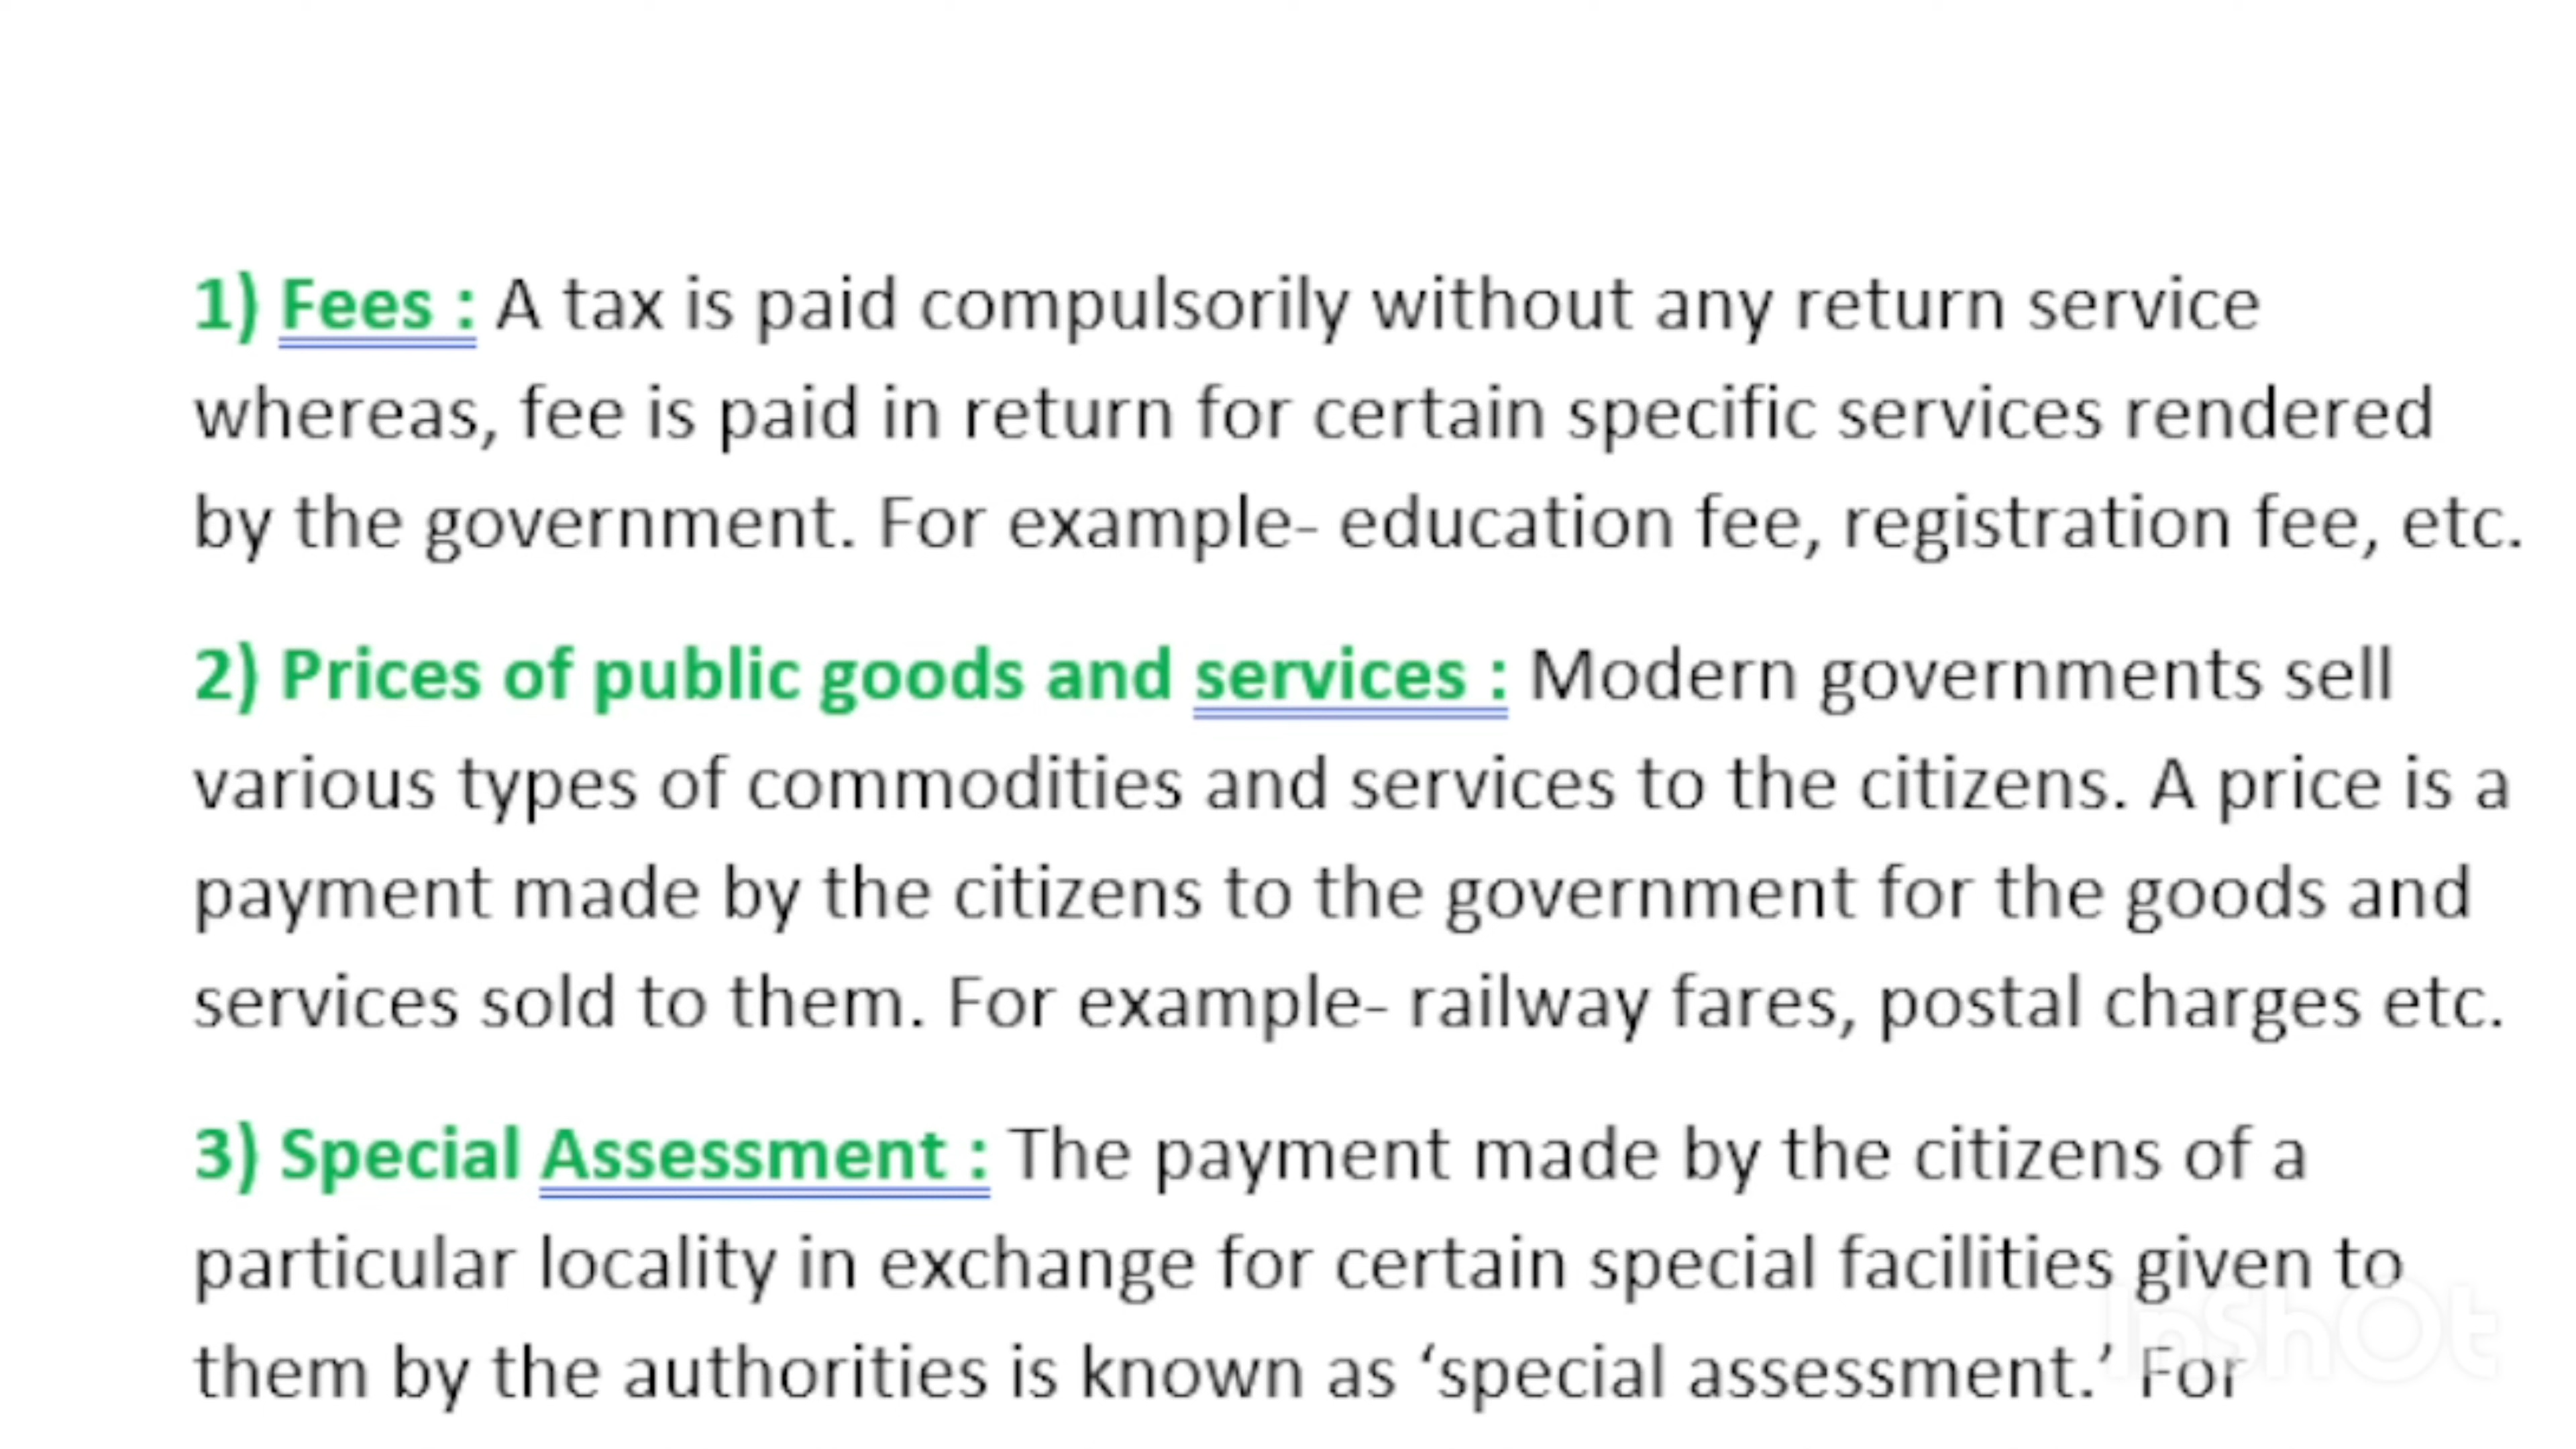 1) Fees : A tax is paid compulsorily without any return service
whereas, fee is paid in return for certain specific services rendered
by the government. For example- education fee, registration fee, etc.
2) Prices of public goods and services : Modern governments sell
various types of commodities and services to the citizens. A price is a
payment made by the citizens to the government for the goods and
services sold to them. For example- railway fares, postal charges etc.
3) Special Assessment : The payment made by the citizens of a
particular locality in exchange for certain special facilities given to
them by the authorities is known as ‘special assessment.’ For
InShOt